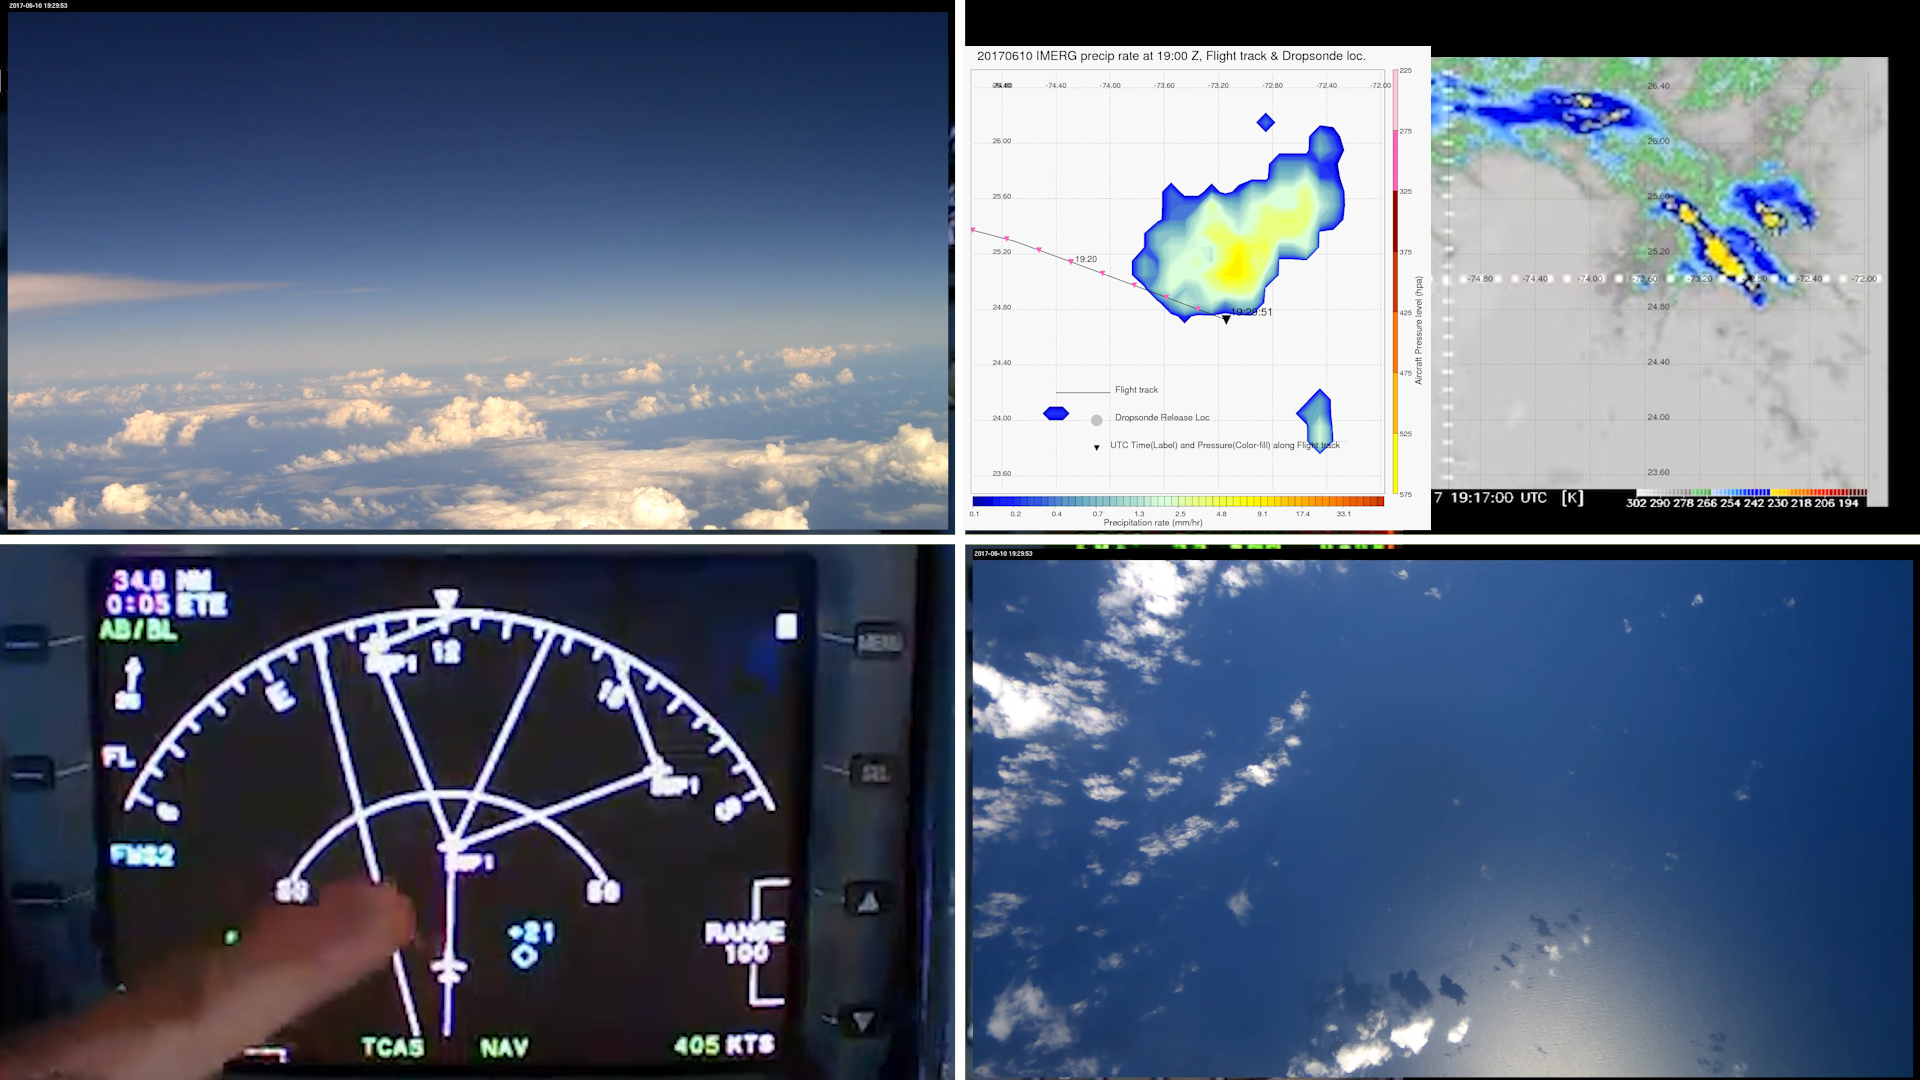 2017-06-10 19:29:53
20170610 IMERG precip rate at 19:00 Z, Flight track & Dropsonde loc.
-74.40 -74.00 -73.60 -73.20 -72.80 -72.40 -72.00
26.00
25.60
25.20
24.80
24.40
24.00
23.60
19:20
19:29:51
Flight track
Dropsonde Release Loc
UTC Time(Label) and Pressure(Color-fill) along Flight track
0.1 0.2 0.4 0.7 1.3 2.5 4.8 9.1 17.4 33.1
Precipitation rate (mm/hr)
225
275
325
375
425
475
525
575
Aircraft Pressure level (hpa)
26.40
26.00
25.60
25.20
-74.80 -74.40 -74.00 -73.60 -73.20 -72.80 -72.40 -72.00
24.80
24.40
24.00
23.60
7 19:17:00 UTC [K]
302 290 278 266 254 242 230 218 206 194
34.8 NM
0:05 ETE
AB/BL
12
E
FL
FMS2
+21
RANGE
100
TCAS NAV 405 KTS
2017-06-10 19:29:53